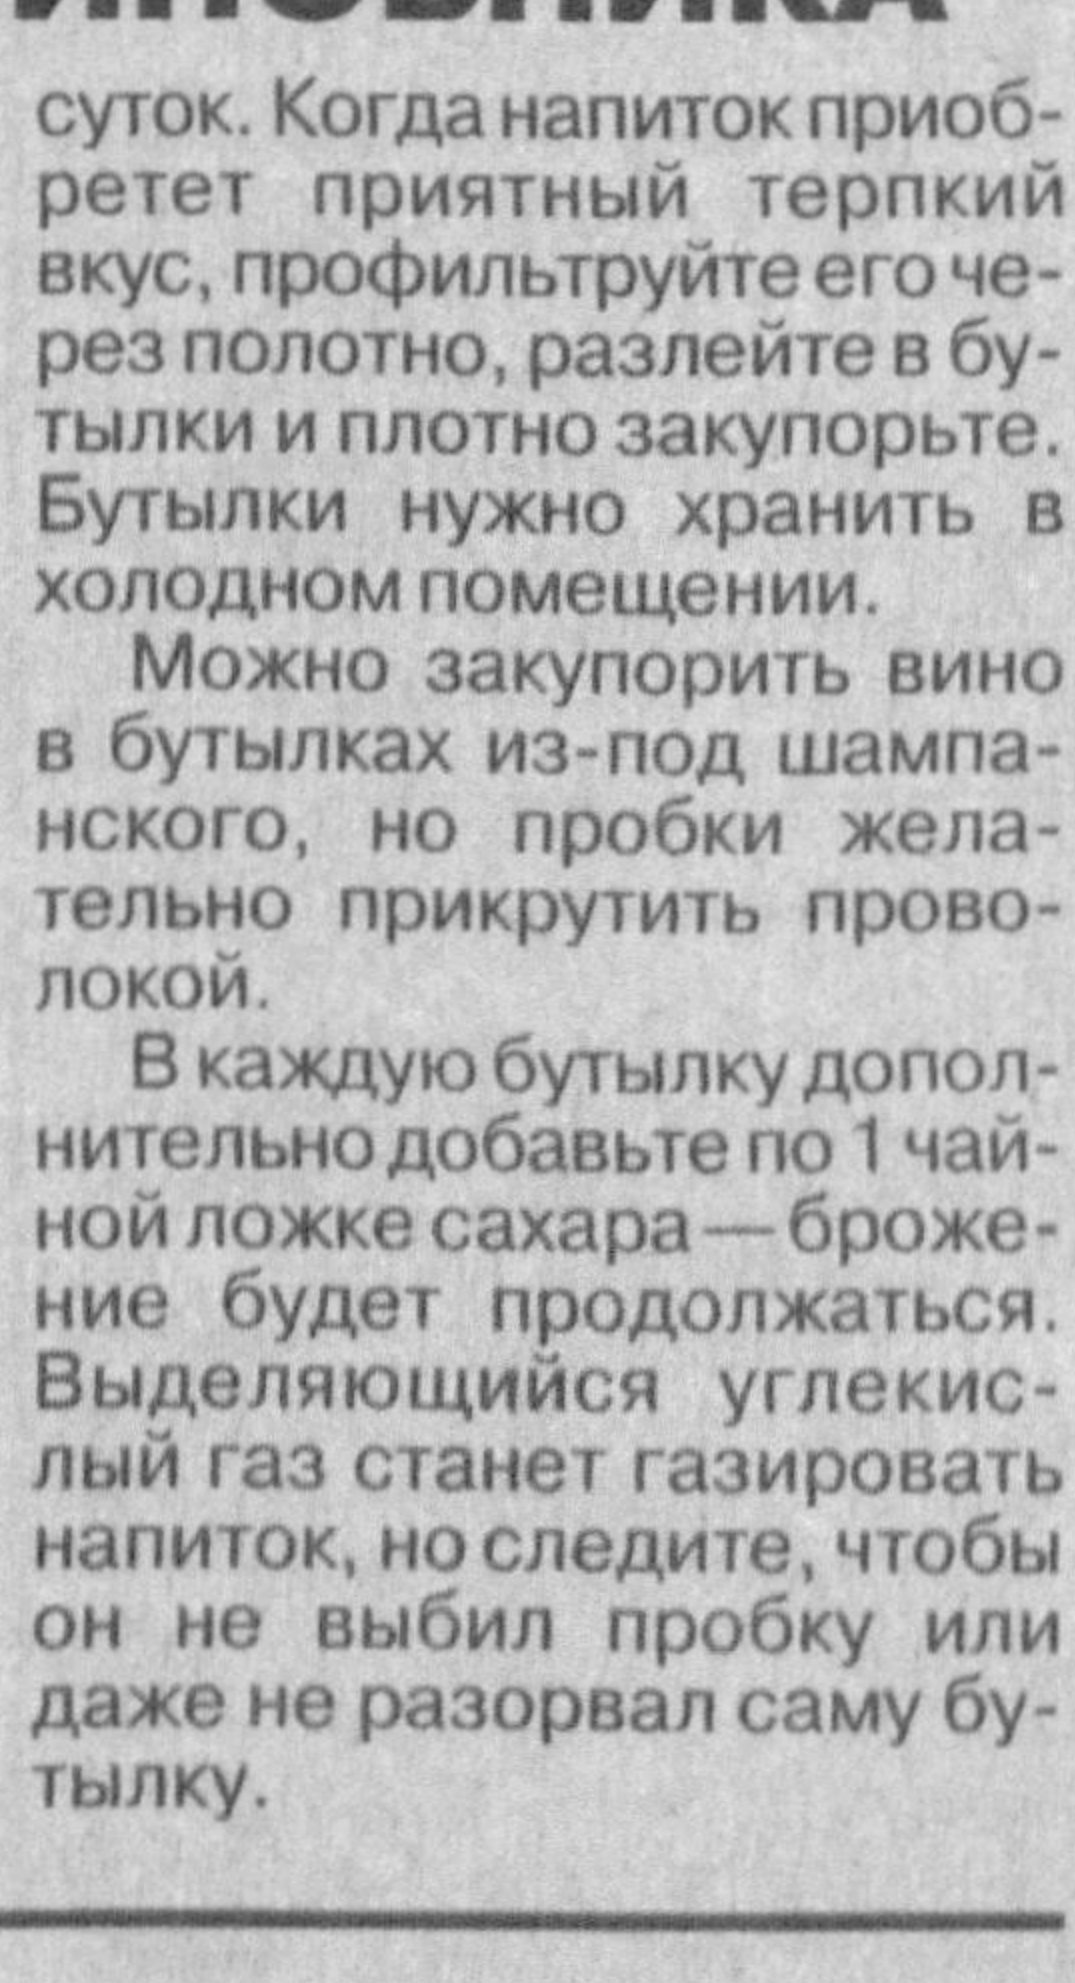 суток. Когда напиток приоб-
ретет приятный терпкий
вкус, профильтруйте его че-
рез полотно, разлейте в бу-
тылки и плотно закупорьте.
Бутылки нужно хранить в
холодном помещении.
Можно закупорить вино
в бутылках из-под шампа-
нского, но пробки жела-
тельно прикрутить прово-
локой.
В каждую бутылку допол-
нительно добавьте по 1 чай-
ной ложке сахара — броже-
ние будет продолжаться.
Выделяющийся углекис-
лый газ станет газировать
напиток, но следите, чтобы
он не выбил пробку или
даже не разорвал саму бу-
тылку.